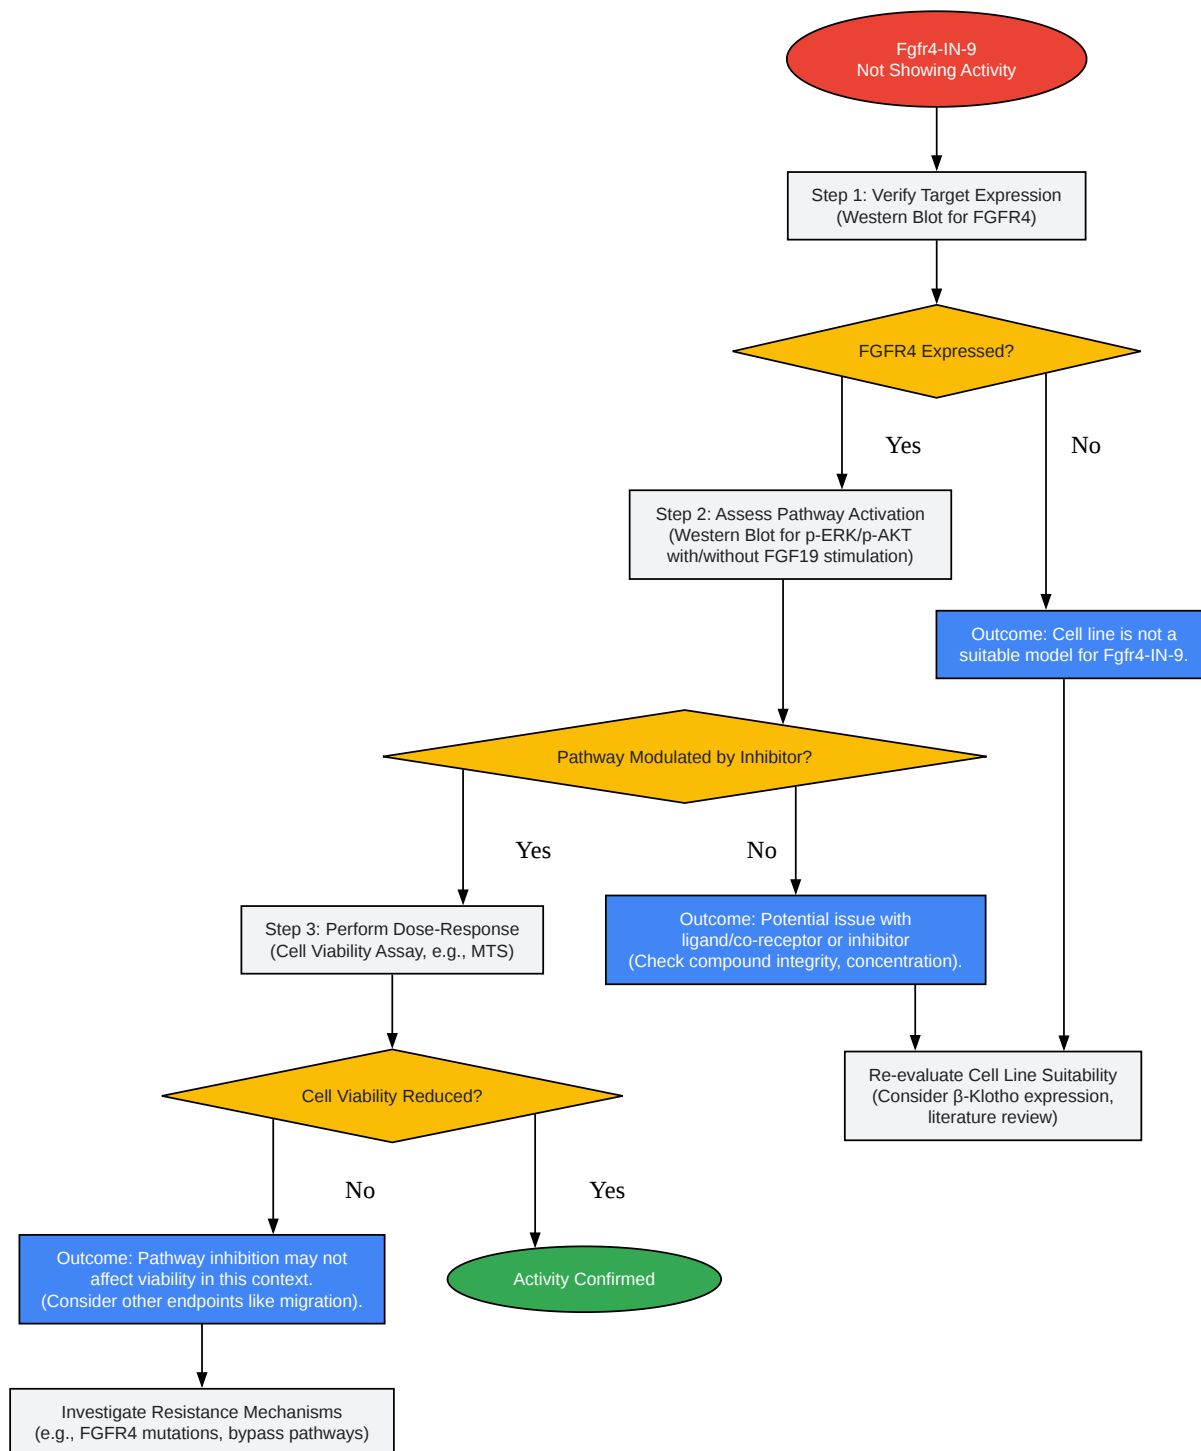 Fgfr4-IN-9
Not Showing Activity
Step 1: Verify Target Expression
(Western Blot for FGFR4)
FGFR4 Expressed?
Yes
No
Step 2: Assess Pathway Activation
(Western Blot for p-ERK/p-AKT
with/without FGF19 stimulation)
Outcome: Cell line is not a
suitable model for Fgfr4-IN-9.
Pathway Modulated by Inhibitor?
Yes
No
Step 3: Perform Dose-Response
(Cell Viability Assay, e.g., MTS)
Outcome: Potential issue with
ligand/co-receptor or inhibitor
(Check compound integrity, concentration).
Cell Viability Reduced?
Re-evaluate Cell Line Suitability
(Consider β-Klotho expression,
literature review)
No
Yes
Outcome: Pathway inhibition may not
affect viability in this context.
(Consider other endpoints like migration).
Activity Confirmed
Investigate Resistance Mechanisms
(e.g., FGFR4 mutations, bypass pathways)